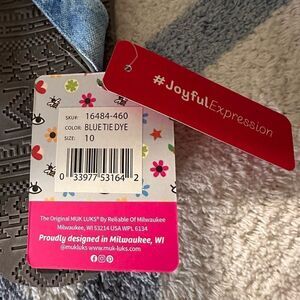 #JoyfulExpression
SKU#: 16484-460
COLOR: BLUE TIE DYE
SIZE: 10
0 33977 53164 2
The Original MUK LUKS® By Reliable Of Milwaukee
Milwaukee, WI 53214 USA WPL 6134
Proudly designed in Milwaukee, WI
@mukluks www.muk-luks.com